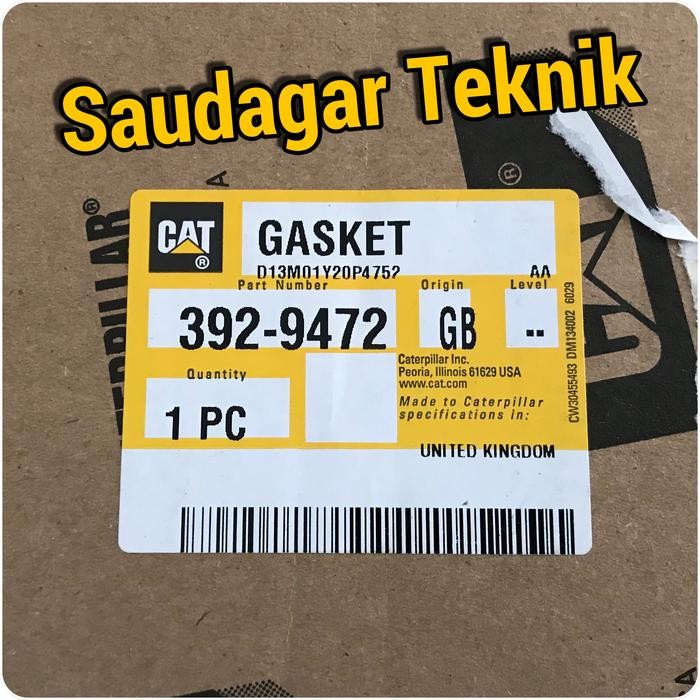 Saudagar Teknik
CAT
®
GASKET
D13M01Y20P4752 AA
Part Number Origin Level
392-9472 GB --
Quantity
1 PC
Caterpillar Inc.
Peoria, Illinois 61629 USA
www.cat.com
Made to Caterpillar
specifications in:
UNITED KINGDOM
CW30455493 DM134002 6029
ERPILLAR®
A
®